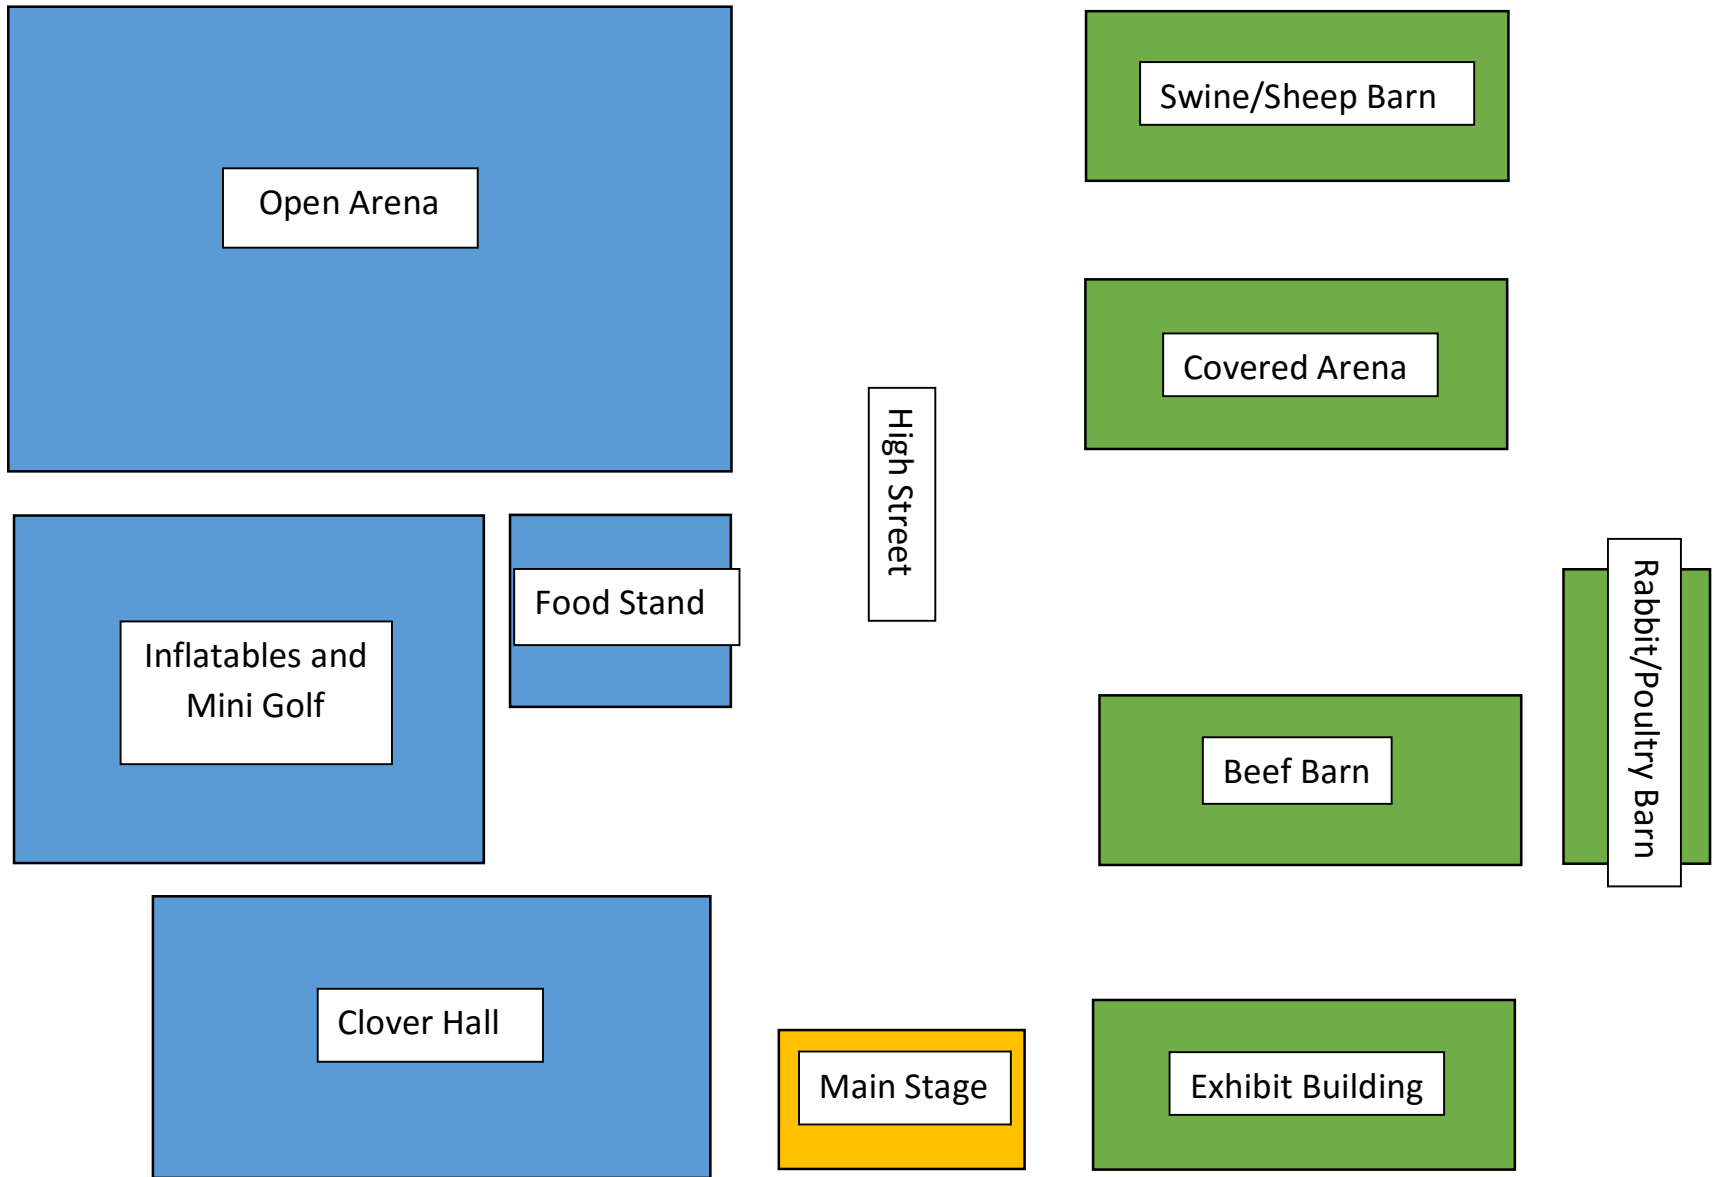 Swine/Sheep Barn
Open Arena
Covered Arena
High Street
Food Stand
Inflatables and
Mini Golf
Rabbit/Poultry Barn
Beef Barn
Clover Hall
Main Stage
Exhibit Building